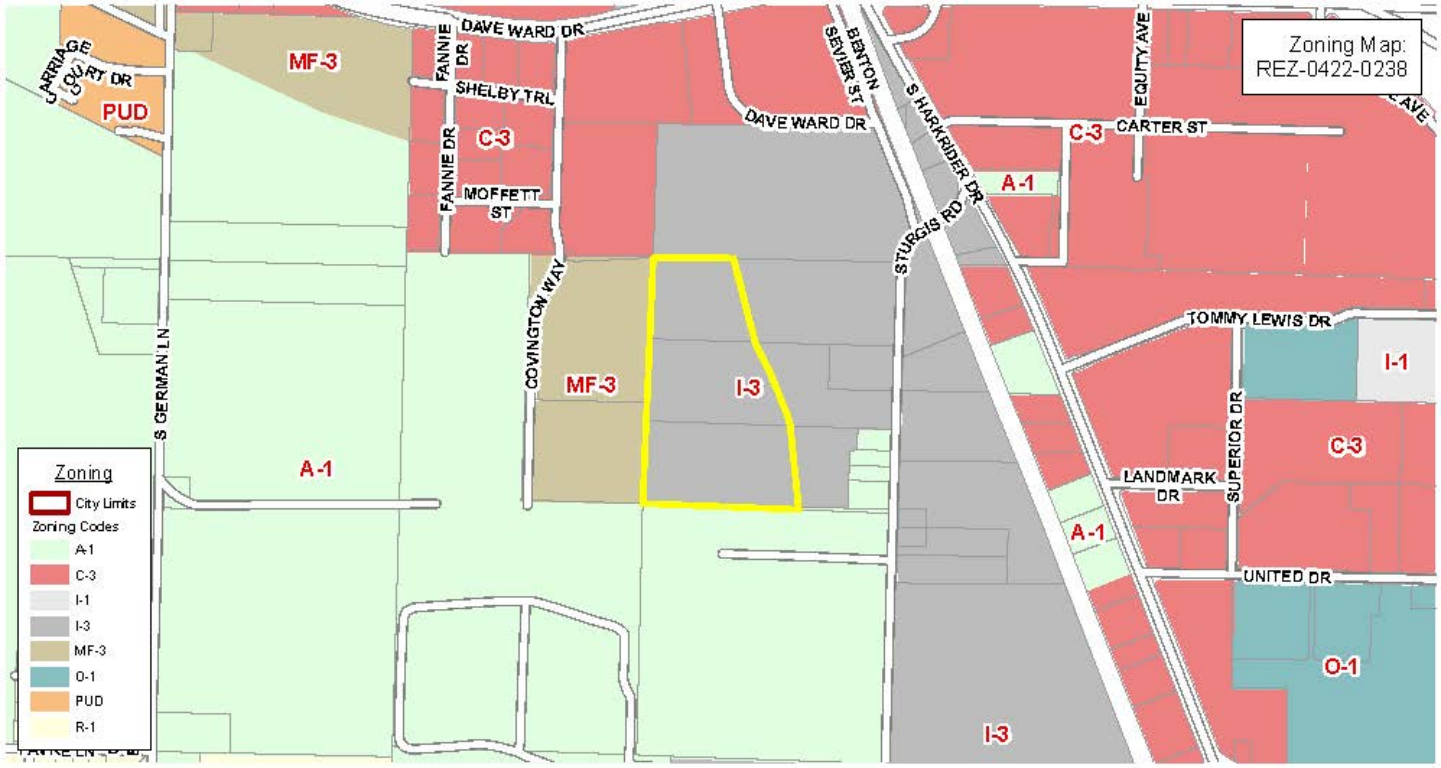 Zoning Map:
REZ-0422-0238
DAVE WARD DR
FANNIE
DR
BENTON
SEVIER ST
EQUITY AVE
CARRIAGE
COURT DR
MF-3
SHELBY TRL
S HARKRIDER DR
PUD
C-3
FANNIE DR
DAVE WARD DR
C-3
CARTER ST
AVE
MOFFETT
ST
A-1
STURGIS RD
COVINGTON WAY
TOMMY LEWIS DR
S GERMAN LN
MF-3
I-3
I-1
SUPERIOR DR
C-3
A-1
LANDMARK
DR
A-1
UNITED DR
O-1
I-3
Zoning
City Limits
Zoning Codes
A-1
C-3
I-1
I-3
MF-3
O-1
PUD
R-1